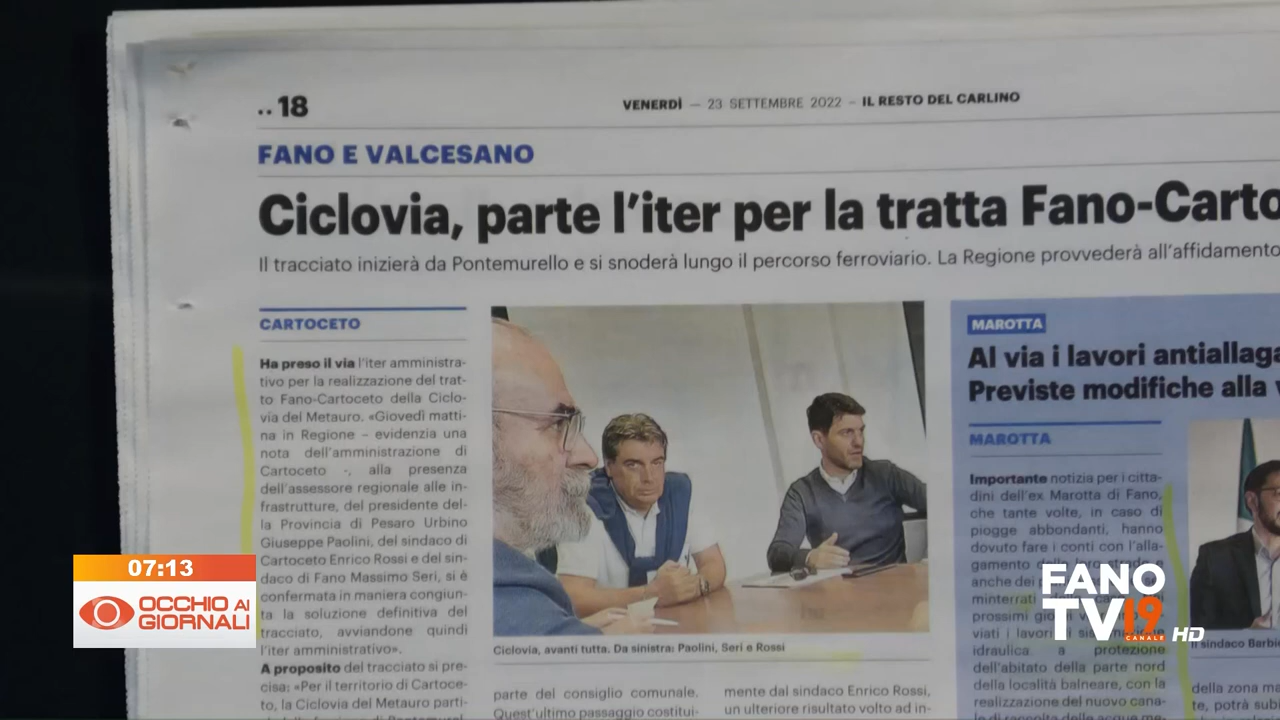 ..18
VENERDÌ — 23 SETTEMBRE 2022 – IL RESTO DEL CARLINO
FANO E VALCESANO
Ciclovia, parte l'iter per la tratta Fano-Carto
Il tracciato inizierà da Pontemurello e si snoderà lungo il percorso ferroviario. La Regione provvederà all'affidamento
CARTOCETO
Ha preso il via l'iter amministra-
tivo per la realizzazione del trat-
to Fano-Cartoceto della Ciclo-
via del Metauro. «Giovedì matti-
na in Regione – evidenzia una
nota dell'amministrazione di
Cartoceto -, alla presenza
dell'assessore regionale alle in-
frastrutture, del presidente del-
la Provincia di Pesaro Urbino
Giuseppe Paolini, del sindaco di
Cartoceto Enrico Rossi e del sin-
daco di Fano Massimo Seri, si è
confermata in maniera congiun-
ta la soluzione definitiva del
tracciato, avviandone quindi
l'iter amministrativo».
A proposito del tracciato si pre-
cisa: «Per il territorio di Cartoce-
to, la Ciclovia del Metauro parti-
Ciclovia, avanti tutta. Da sinistra: Paolini, Seri e Rossi
parte del consiglio comunale.
Quest'ultimo passaggio costitui-
mente dal sindaco Enrico Rossi,
un ulteriore risultato volto ad in-
MAROTTA
Al via i lavori antiallaga
Previste modifiche alla v
MAROTTA
Importante notizia per i citta-
dini dell'ex Marotta di Fano,
che tante volte, in caso di
piogge abbondanti, hanno
dovuto fare i conti con l'alla-
gamento
anche dei
minterrati
prossimi
viati i lavori di
idraulica a protezione
dell'abitato della parte nord
della località balneare, con la
realizzazione del nuovo cana-
Il sindaco Barbie
della zona ma
te, potrà sub
07:13
OCCHIO AI
GIORNALI
FANO
TV19
CANALE HD